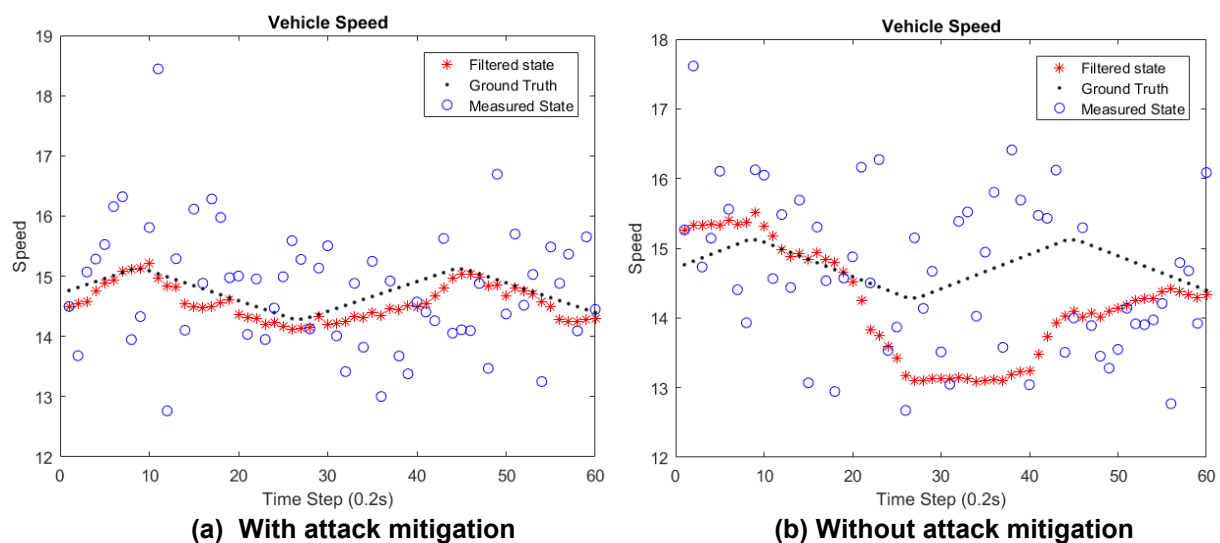 Vehicle Speed
19
18
17
16
15
14
13
12
Speed
0
10
20
30
40
50
60
Time Step (0.2s)
Filtered state
Ground Truth
Measured State
(a) With attack mitigation
Vehicle Speed
18
17
16
15
14
13
12
Speed
0
10
20
30
40
50
60
Time Step (0.2s)
Filtered state
Ground Truth
Measured State
(b) Without attack mitigation